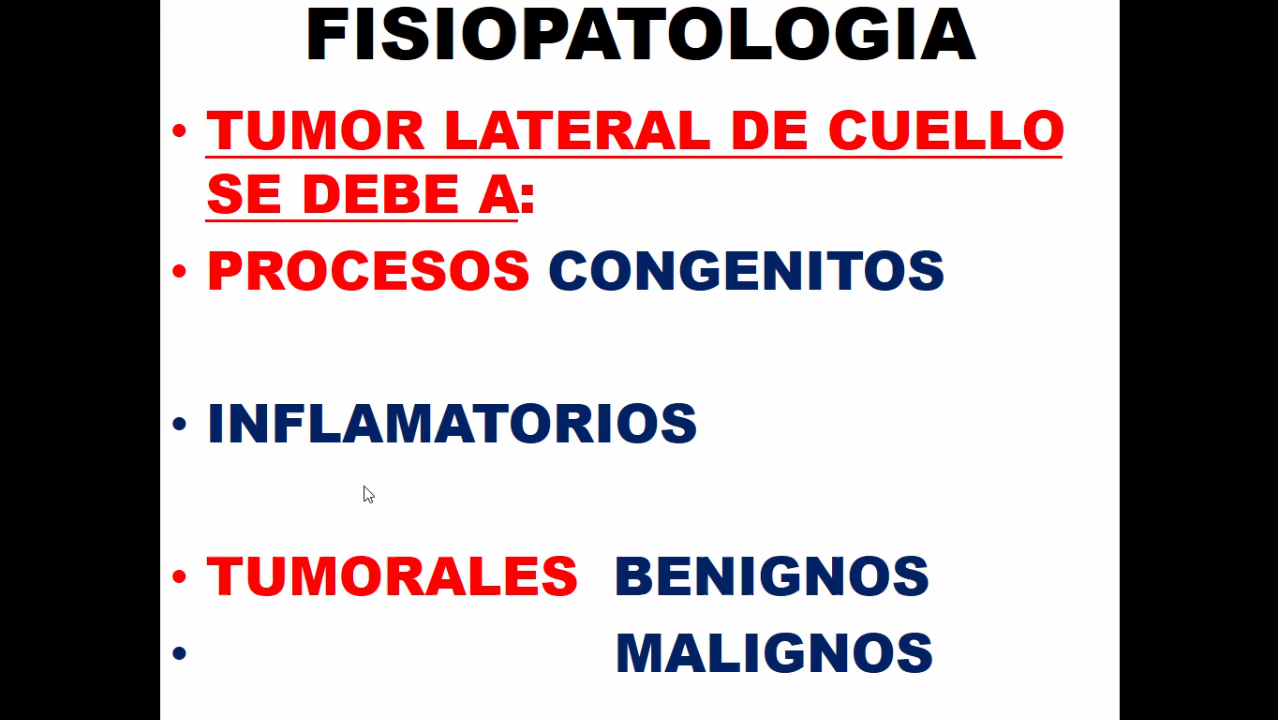 FISIOPATOLOGIA
• TUMOR LATERAL DE CUELLO
SE DEBE A:
• PROCESOS CONGENITOS
• INFLAMATORIOS
• TUMORALES BENIGNOS
• MALIGNOS